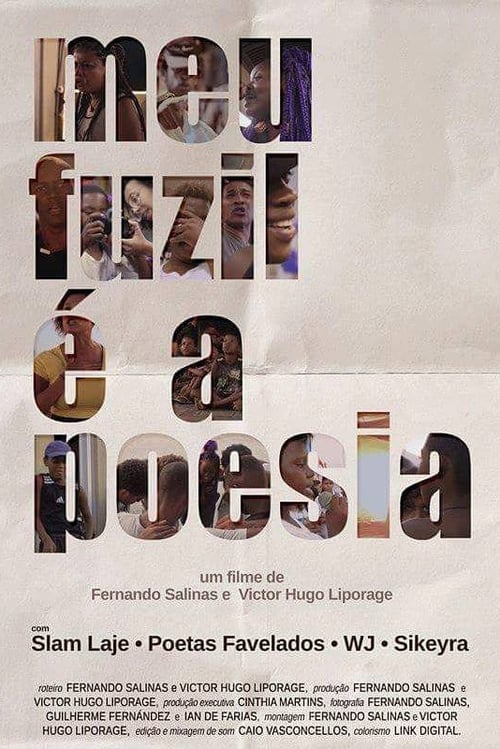 meu
fuzil
é a
poesia
um filme de
Fernando Salinas e Victor Hugo Liporage
com
Slam Laje • Poetas Favelados • WJ • Sikeyra
roteiro FERNANDO SALINAS e VICTOR HUGO LIPORAGE, produção FERNANDO SALINAS e
VICTOR HUGO LIPORAGE, produção executiva CINTHIA MARTINS, fotografia FERNANDO SALINAS,
GUILHERME FERNÁNDEZ e IAN DE FARIAS. montagem FERNANDO SALINAS e VICTOR
HUGO LIPORAGE, edição e mixagem de som CAIO VASCONCELLOS, colorismo LINK DIGITAL.